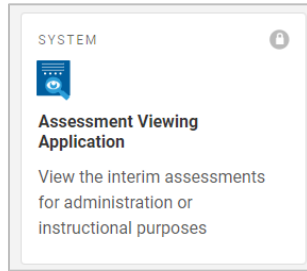 SYSTEM
Assessment Viewing
Application
View the interim assessments
for administration or
instructional purposes